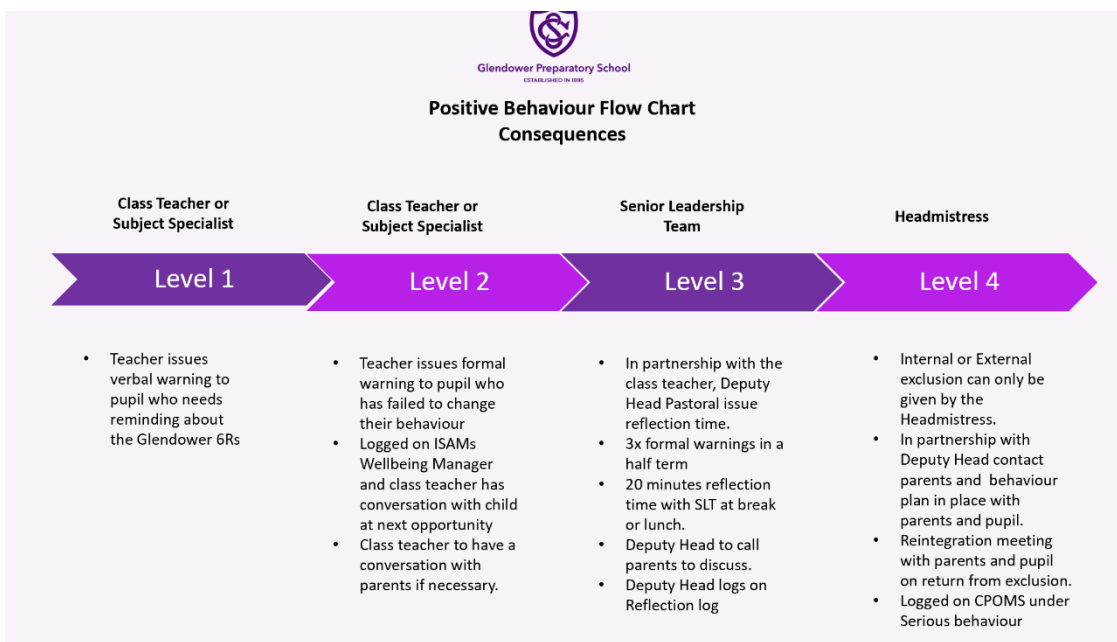 Glendower Preparatory School
ESTABLISHED IN 1895
Positive Behaviour Flow Chart
Consequences
Class Teacher or
Subject Specialist
Class Teacher or
Subject Specialist
Senior Leadership
Team
Headmistress
Level 1
Level 2
Level 3
Level 4
• Teacher issues
verbal warning to
pupil who needs
reminding about
the Glendower 6Rs
• Teacher issues formal
warning to pupil who
has failed to change
their behaviour
• Logged on ISAMs
Wellbeing Manager
and class teacher has
conversation with child
at next opportunity
• Class teacher to have a
conversation with
parents if necessary.
• In partnership with the
class teacher, Deputy
Head Pastoral issue
reflection time.
• 3x formal warnings in a
half term
• 20 minutes reflection
time with SLT at break
or lunch.
• Deputy Head to call
parents to discuss.
• Deputy Head logs on
Reflection log
• Internal or External
exclusion can only be
given by the
Headmistress.
• In partnership with
Deputy Head contact
parents and  behaviour
plan in place with
parents and pupil.
• Reintegration meeting
with parents and pupil
on return from exclusion.
• Logged on CPOMS under
Serious behaviour